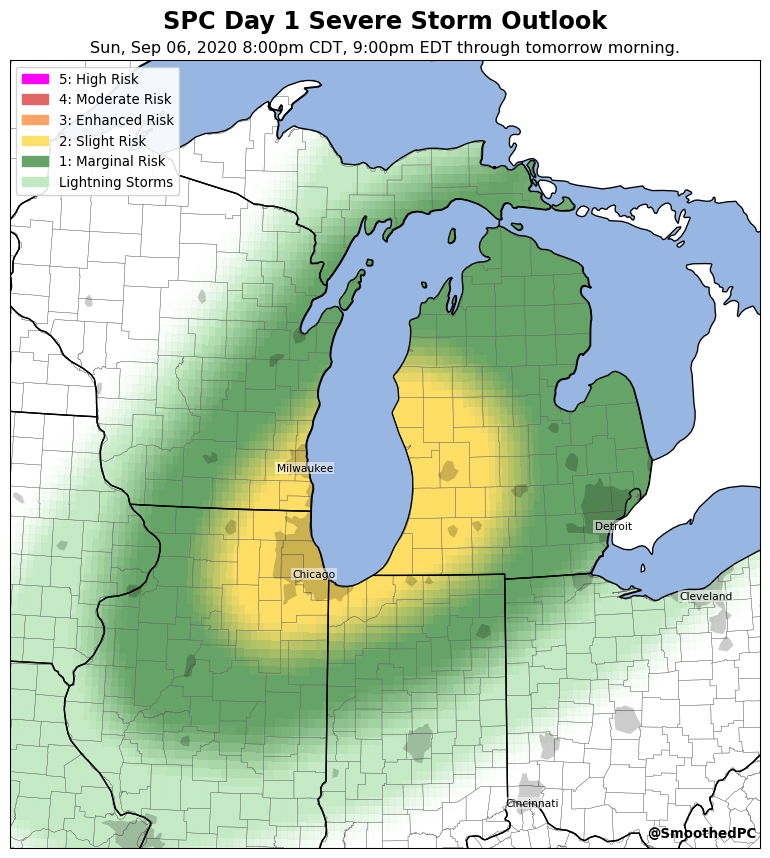 SPC Day 1 Severe Storm Outlook
Sun, Sep 06, 2020 8:00pm CDT, 9:00pm EDT through tomorrow morning.
5: High Risk
4: Moderate Risk
3: Enhanced Risk
2: Slight Risk
1: Marginal Risk
Lightning Storms
Milwaukee
Detroit
Chicago
Cleveland
Cincinnati
@SmoothedPC